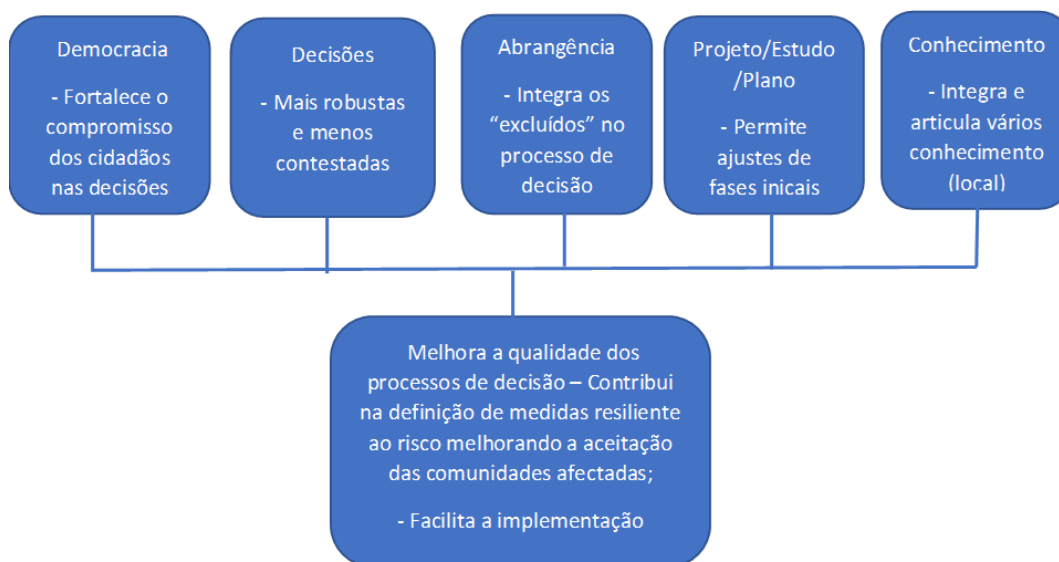 Democracia
- Fortalece o
compromisso
dos cidadãos
nas decisões
Decisões
- Mais robustas
e menos
contestadas
Abrangência
- Integra os
“excluídos” no
processo de
decisão
Projeto/Estudo
/Plano
- Permite
ajustes de
fases inicais
Conhecimento
- Integra e
articula vários
conhecimento
(local)
Melhora a qualidade dos
processos de decisão – Contribui
na definição de medidas resiliente
ao risco melhorando a aceitação
das comunidades afectadas;
- Facilita a implementação